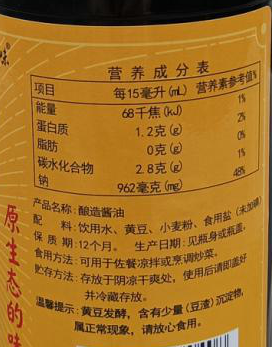 味
营养成分表
项目 每15毫升(mL) 营养素参考值%
能量 68千焦(kJ) 1%
蛋白质 1.2克(g) 2%
脂肪 0克(g) 0%
碳水化合物 2.8克(g) 1%
钠 962毫克(mg) 48%
产品名称:酿造酱油
配 料:饮用水、黄豆、小麦粉、食用盐(未加碘)
保 质 期:12个月。 生产日期:见瓶身或瓶盖。
食用方法:可用于佐餐凉拌或烹调炒菜。
贮存方法:存放于阴凉干爽处,使用后请即盖好
并冷藏存放。
温馨提示:黄豆发酵,含有少量(豆渣)沉淀物,
属正常现象,请放心食用。
原生态的味